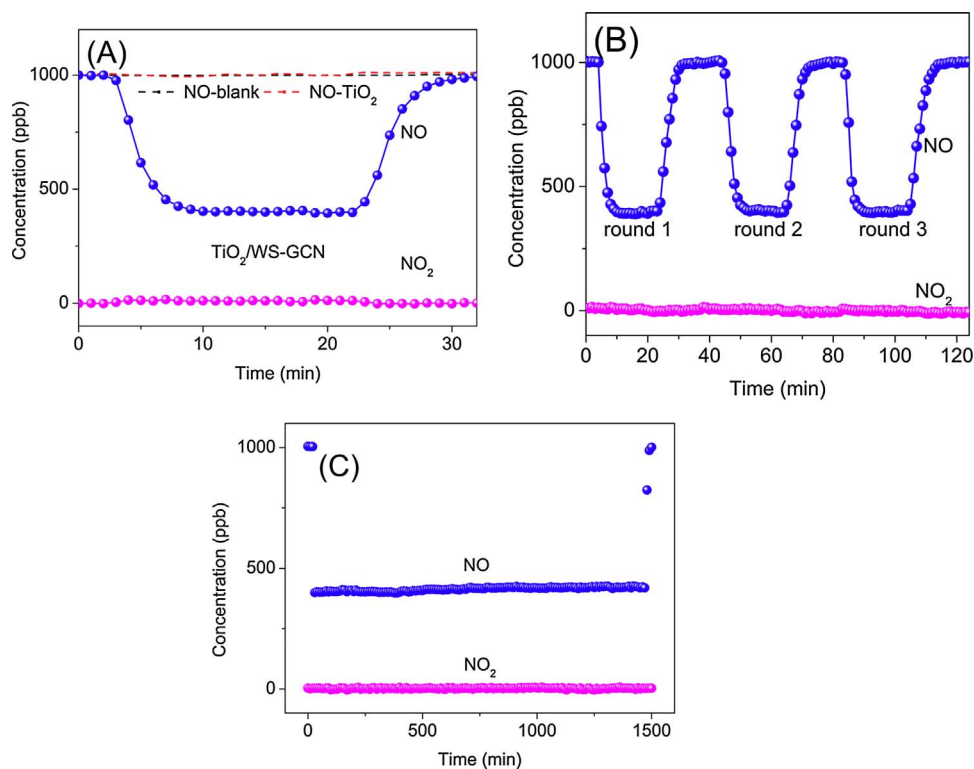 (A)
NO-blank NO-TiO₂
NO
TiO₂/WS-GCN
NO₂
1000
500
0
Concentration (ppb)
0 10 20 30
Time (min)
(B)
NO
round 1 round 2 round 3
NO₂
1000
500
0
Concentration (ppb)
0 20 40 60 80 100 120
Time (min)
(C)
NO
NO₂
1000
500
0
Concentration (ppb)
0 500 1000 1500
Time (min)